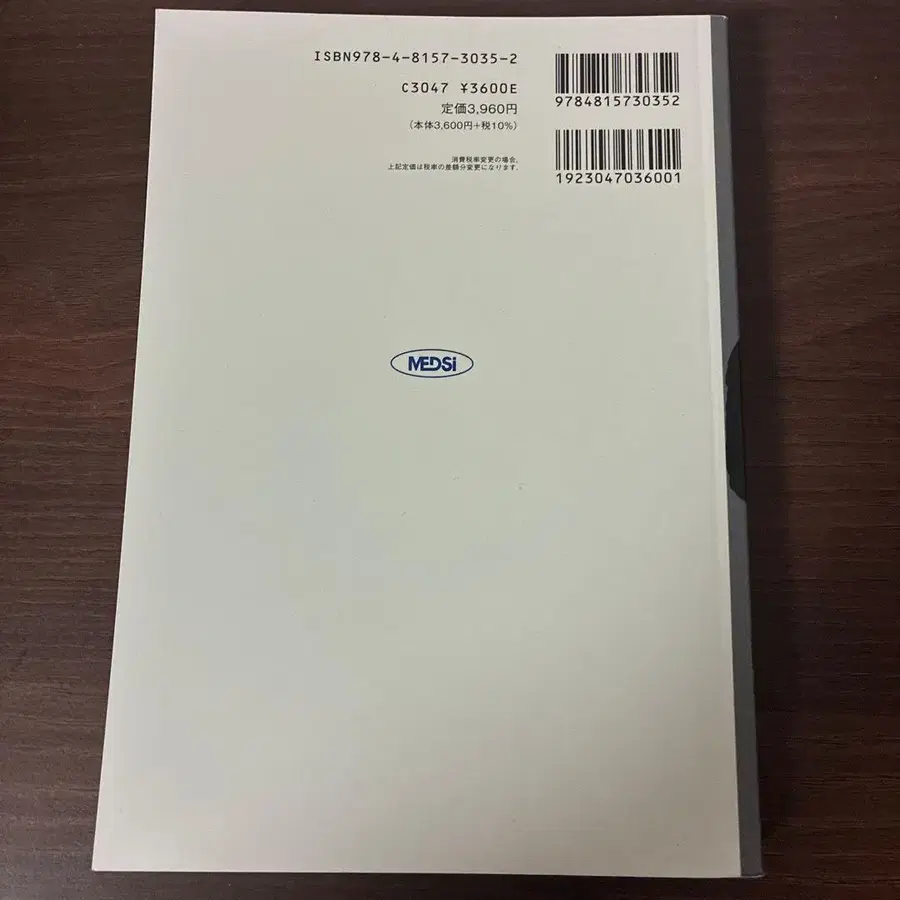 ISBN978-4-8157-3035-2
C3047 ¥3600E
定価3,960円
(本体3,600円+税10%)
消費税率変更の場合,
上記定価は税率の差額分変更になります.
9784815730352
1923047036001
MEDSi